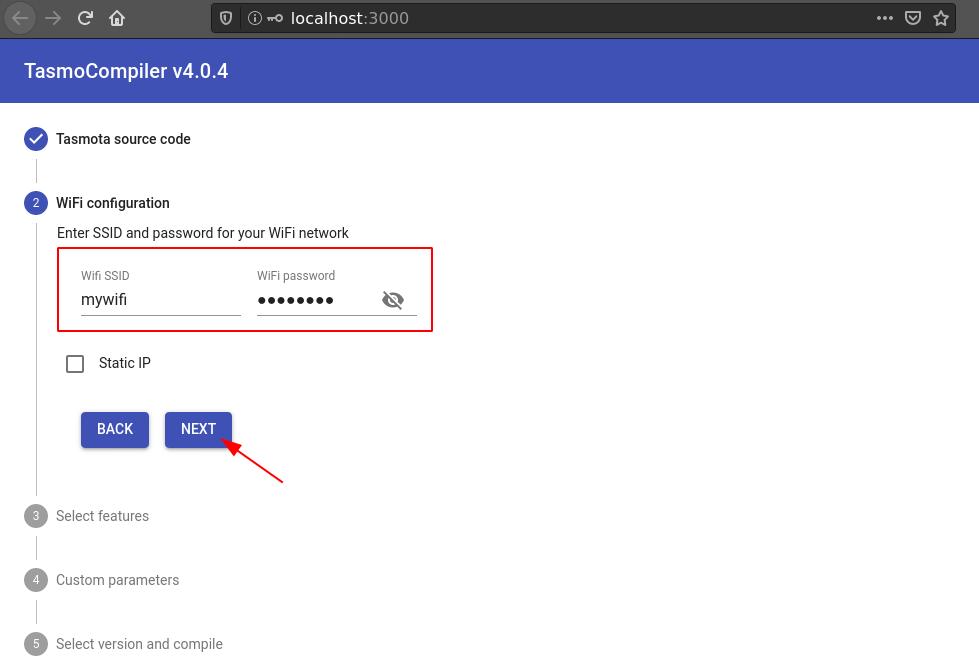 localhost:3000
TasmoCompiler v4.0.4
Tasmota source code
2 WiFi configuration
Enter SSID and password for your WiFi network
Wifi SSID WiFi password
mywifi ●●●●●●●●
Static IP
BACK NEXT
3 Select features
4 Custom parameters
5 Select version and compile